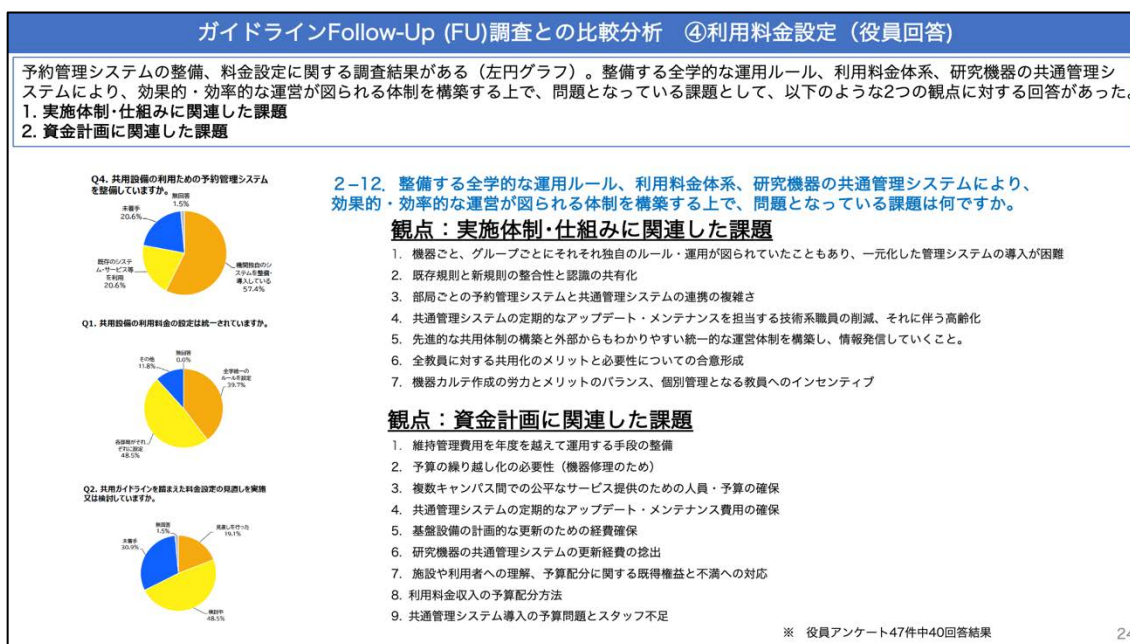 ガイドラインFollow-Up (FU)調査との比較分析　④利用料金設定（役員回答)
予約管理システムの整備、料金設定に関する調査結果がある（左円グラフ）。整備する全学的な運用ルール、利用料金体系、研究機器の共通管理シ
ステムにより、効果的・効率的な運営が図られる体制を構築する上で、問題となっている課題として、以下のような2つの観点に対する回答があった。
1. 実施体制・仕組みに関連した課題
2. 資金計画に関連した課題
Q4. 共用設備の利用ための予約管理システム
を整備していますか。
無回答
1.5%
未着手
20.6%
既存のシステ
ム・サービス等
を利用
20.6%
機関独自のシ
ステムを整備・
導入している
57.4%
Q1. 共用設備の利用料金の設定は統一されていますか。
無回答
0.0%
その他
11.8%
全学統一の
ルールを設定
39.7%
各部局がそれ
ぞれに設定
48.5%
Q2. 共用ガイドラインを踏まえた料金設定の見直しを実施
又は検討していますか。
無回答
1.5%
未着手
30.9%
見直しを行った
19.1%
検討中
48.5%
2−12．整備する全学的な運用ルール、利用料金体系、研究機器の共通管理システムにより、
効果的・効率的な運営が図られる体制を構築する上で、問題となっている課題は何ですか。
観点：実施体制・仕組みに関連した課題
1. 機器ごと、グループごとにそれそれ独自のルール・運用が図られていたこともあり、一元化した管理システムの導入が困難
2. 既存規則と新規則の整合性と認識の共有化
3. 部局ごとの予約管理システムと共通管理システムの連携の複雑さ
4. 共通管理システムの定期的なアップデート・メンテナンスを担当する技術系職員の削減、それに伴う高齢化
5. 先進的な共用体制の構築と外部からもわかりやすい統一的な運営体制を構築し、情報発信していくこと。
6. 全教員に対する共用化のメリットと必要性についての合意形成
7. 機器カルテ作成の労力とメリットのバランス、個別管理となる教員へのインセンティブ
観点：資金計画に関連した課題
1. 維持管理費用を年度を越えて運用する手段の整備
2. 予算の繰り越し化の必要性（機器修理のため）
3. 複数キャンパス間での公平なサービス提供のための人員・予算の確保
4. 共通管理システムの定期的なアップデート・メンテナンス費用の確保
5. 基盤設備の計画的な更新のための経費確保
6. 研究機器の共通管理システムの更新経費の捻出
7. 施設や利用者への理解、予算配分に関する既得権益と不満への対応
8. 利用料金収入の予算配分方法
9. 共通管理システム導入の予算問題とスタッフ不足
※　役員アンケート47件中40回答結果